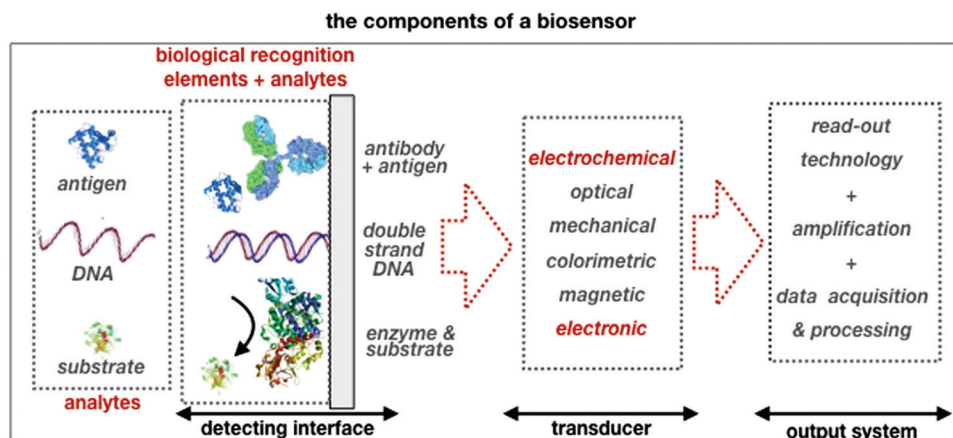 the components of a biosensor
biological recognition
elements + analytes
antigen
DNA
substrate
analytes
antibody
+ antigen
double
strand
DNA
enzyme &
substrate
detecting interface
electrochemical
optical
mechanical
colorimetric
magnetic
electronic
transducer
read-out
technology
+
amplification
+
data acquisition
& processing
output system